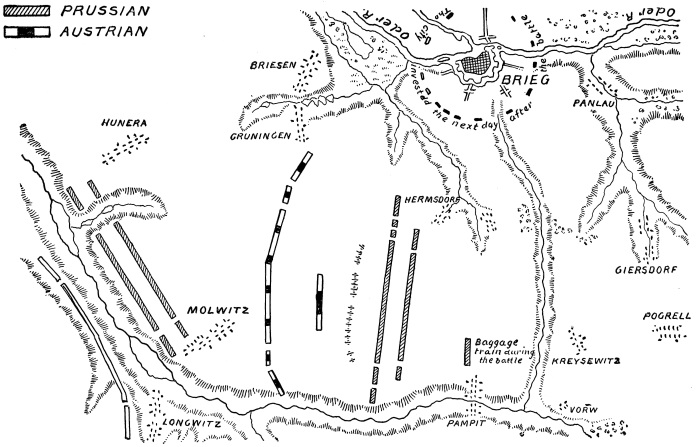 PRUSSIAN
AUSTRIAN
Oder R.
The
City
Oder R.
BRIESEN
BRIEG
PANLAU
invested the next day after the battle
HUNERA
GRUNINGEN
HERMSDORF
GIERSDORF
MOLWITZ
POGRELL
Baggage
train during
the battle
KREYSEWITZ
LONGWITZ
PAMPIT
VORW